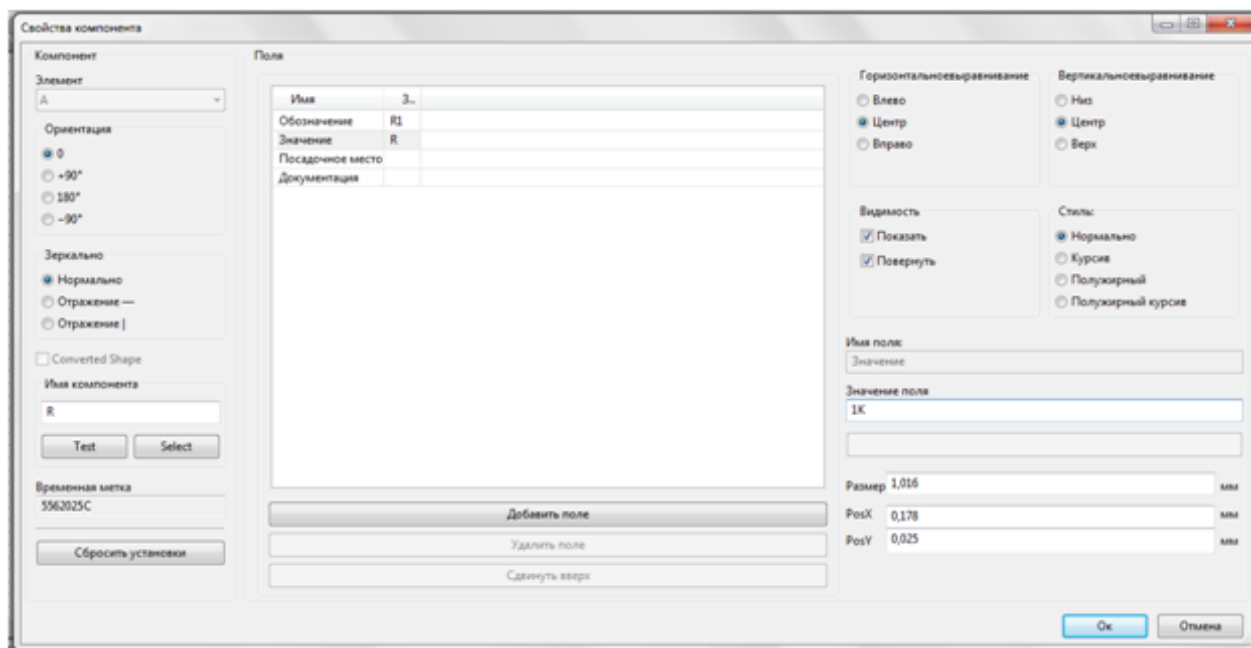 Свойства компонента
Компонент
Элемент
A
Ориентация
0
+90°
180°
−90°
Зеркально
Нормально
Отражение —
Отражение |
Converted Shape
Имя компонента
R
Test Select
Временная метка
5562025C
Сбросить установки
Поля
Имя З..
Обозначение R1
Значение R
Посадочное место
Документация
Добавить поле
Удалить поле
Сдвинуть вверх
Горизонтальноевыравнивание
Влево
Центр
Вправо
Вертикальноевыравнивание
Низ
Центр
Верх
Видимость
Показать
Повернуть
Стиль:
Нормально
Курсив
Полужирный
Полужирный курсив
Имя поля:
Значение
Значение поля
1K
Размер 1,016 мм
PosX 0,178 мм
PosY 0,025 мм
Ок Отмена